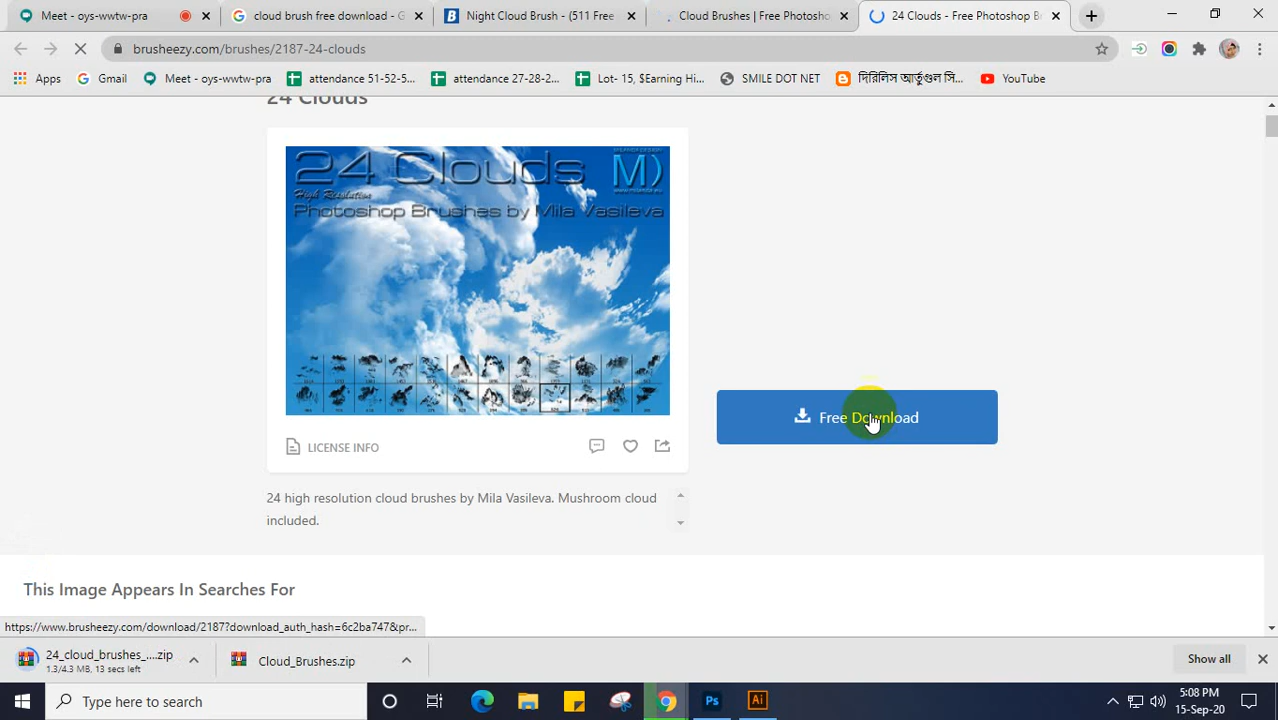 Meet - oys-wwtw-pra
cloud brush free download - G
Night Cloud Brush - (511 Free
Cloud Brushes | Free Photosho
24 Clouds - Free Photoshop Br
brusheezy.com/brushes/2187-24-clouds
Apps
Gmail
Meet - oys-wwtw-pra
attendance 51-52-5...
attendance 27-28-2...
Lot- 15, $Earning Hi...
SMILE DOT NET
দিরিলিস আর্তুগুল সি...
YouTube
24 Clouds
24 Clouds
M)
High Resolution
Photoshop Brushes by Mila Vasileva
Free Download
LICENSE INFO
24 high resolution cloud brushes by Mila Vasileva. Mushroom cloud
included.
This Image Appears In Searches For
https://www.brusheezy.com/download/2187?download_auth_hash=6c2ba747&pr...
24_cloud_brushes_....zip
1.3/4.3 MB, 13 secs left
Cloud_Brushes.zip
Show all
Type here to search
Ps
Ai
5:08 PM
15-Sep-20